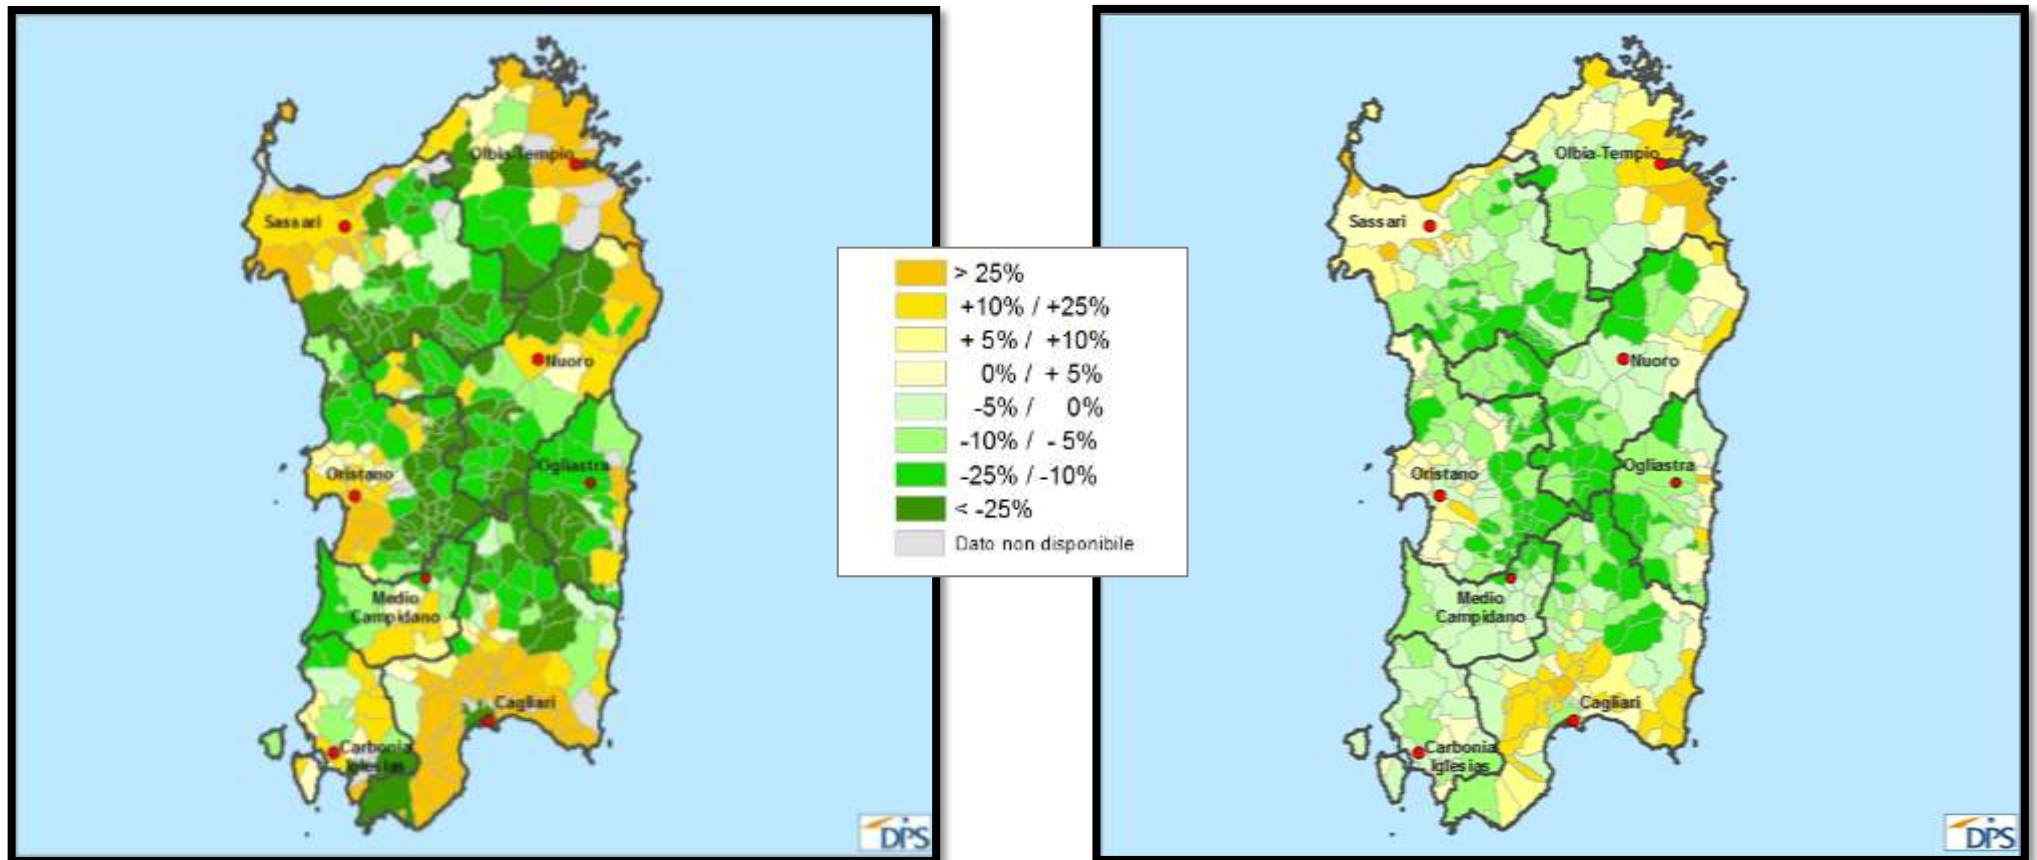 Olbia-Tempio
Sassari
Nuoro
Oristano
Ogliastra
Medio
Campidano
Cagliari
Carbonia
Iglesias
DPS
> 25%
+10% / +25%
+ 5% / +10%
0% / + 5%
-5% / 0%
-10% / - 5%
-25% / -10%
< -25%
Dato non disponibile
Olbia-Tempio
Sassari
Nuoro
Oristano
Ogliastra
Medio
Campidano
Cagliari
Carbonia
Iglesias
DPS